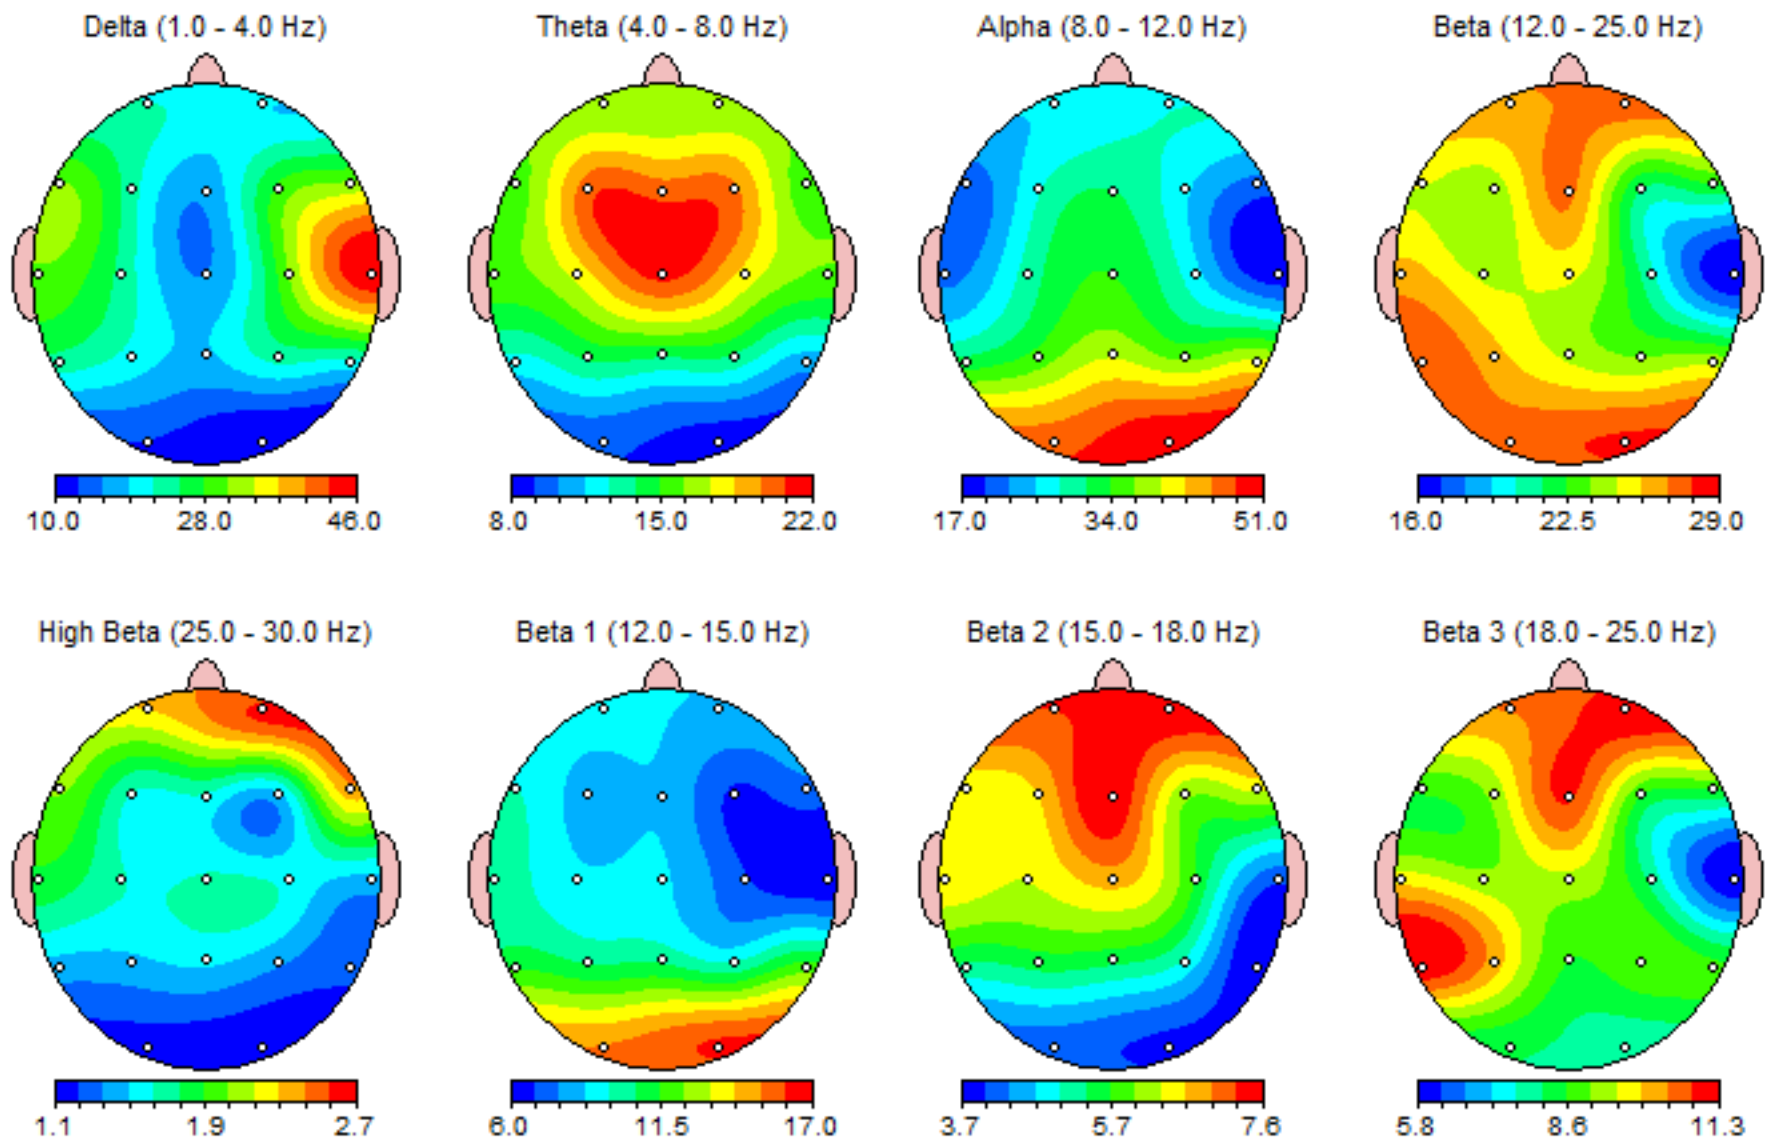 Delta (1.0 - 4.0 Hz)
Theta (4.0 - 8.0 Hz)
Alpha (8.0 - 12.0 Hz)
Beta (12.0 - 25.0 Hz)
10.0 28.0 46.0
8.0 15.0 22.0
17.0 34.0 51.0
16.0 22.5 29.0
High Beta (25.0 - 30.0 Hz)
Beta 1 (12.0 - 15.0 Hz)
Beta 2 (15.0 - 18.0 Hz)
Beta 3 (18.0 - 25.0 Hz)
1.1 1.9 2.7
6.0 11.5 17.0
3.7 5.7 7.6
5.8 8.6 11.3